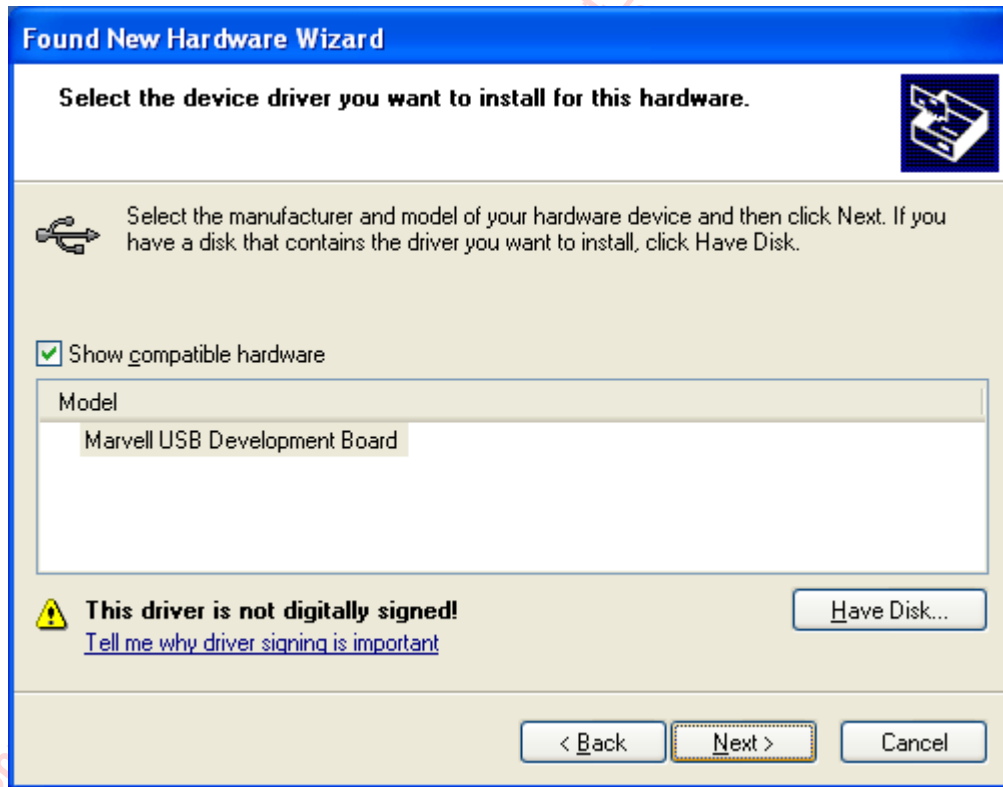 Found New Hardware Wizard
Select the device driver you want to install for this hardware.
Select the manufacturer and model of your hardware device and then click Next. If you
have a disk that contains the driver you want to install, click Have Disk.
Show compatible hardware
Model
Marvell USB Development Board
This driver is not digitally signed!
Have Disk...
Tell me why driver signing is important
< Back
Next >
Cancel